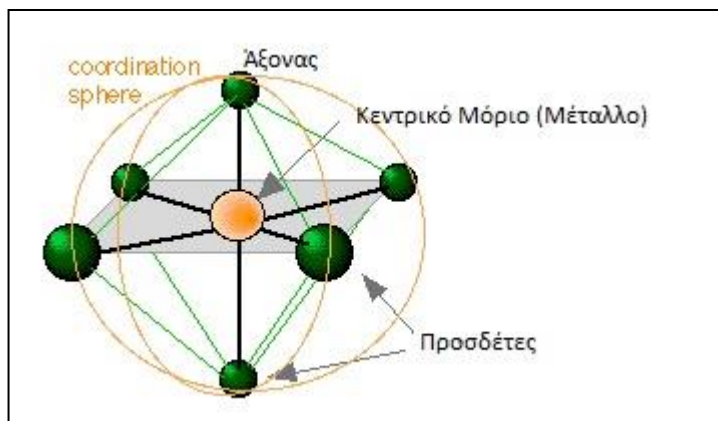 Άξονας
coordination
sphere
Κεντρικό Μόριο (Μέταλλο)
Προσδέτες